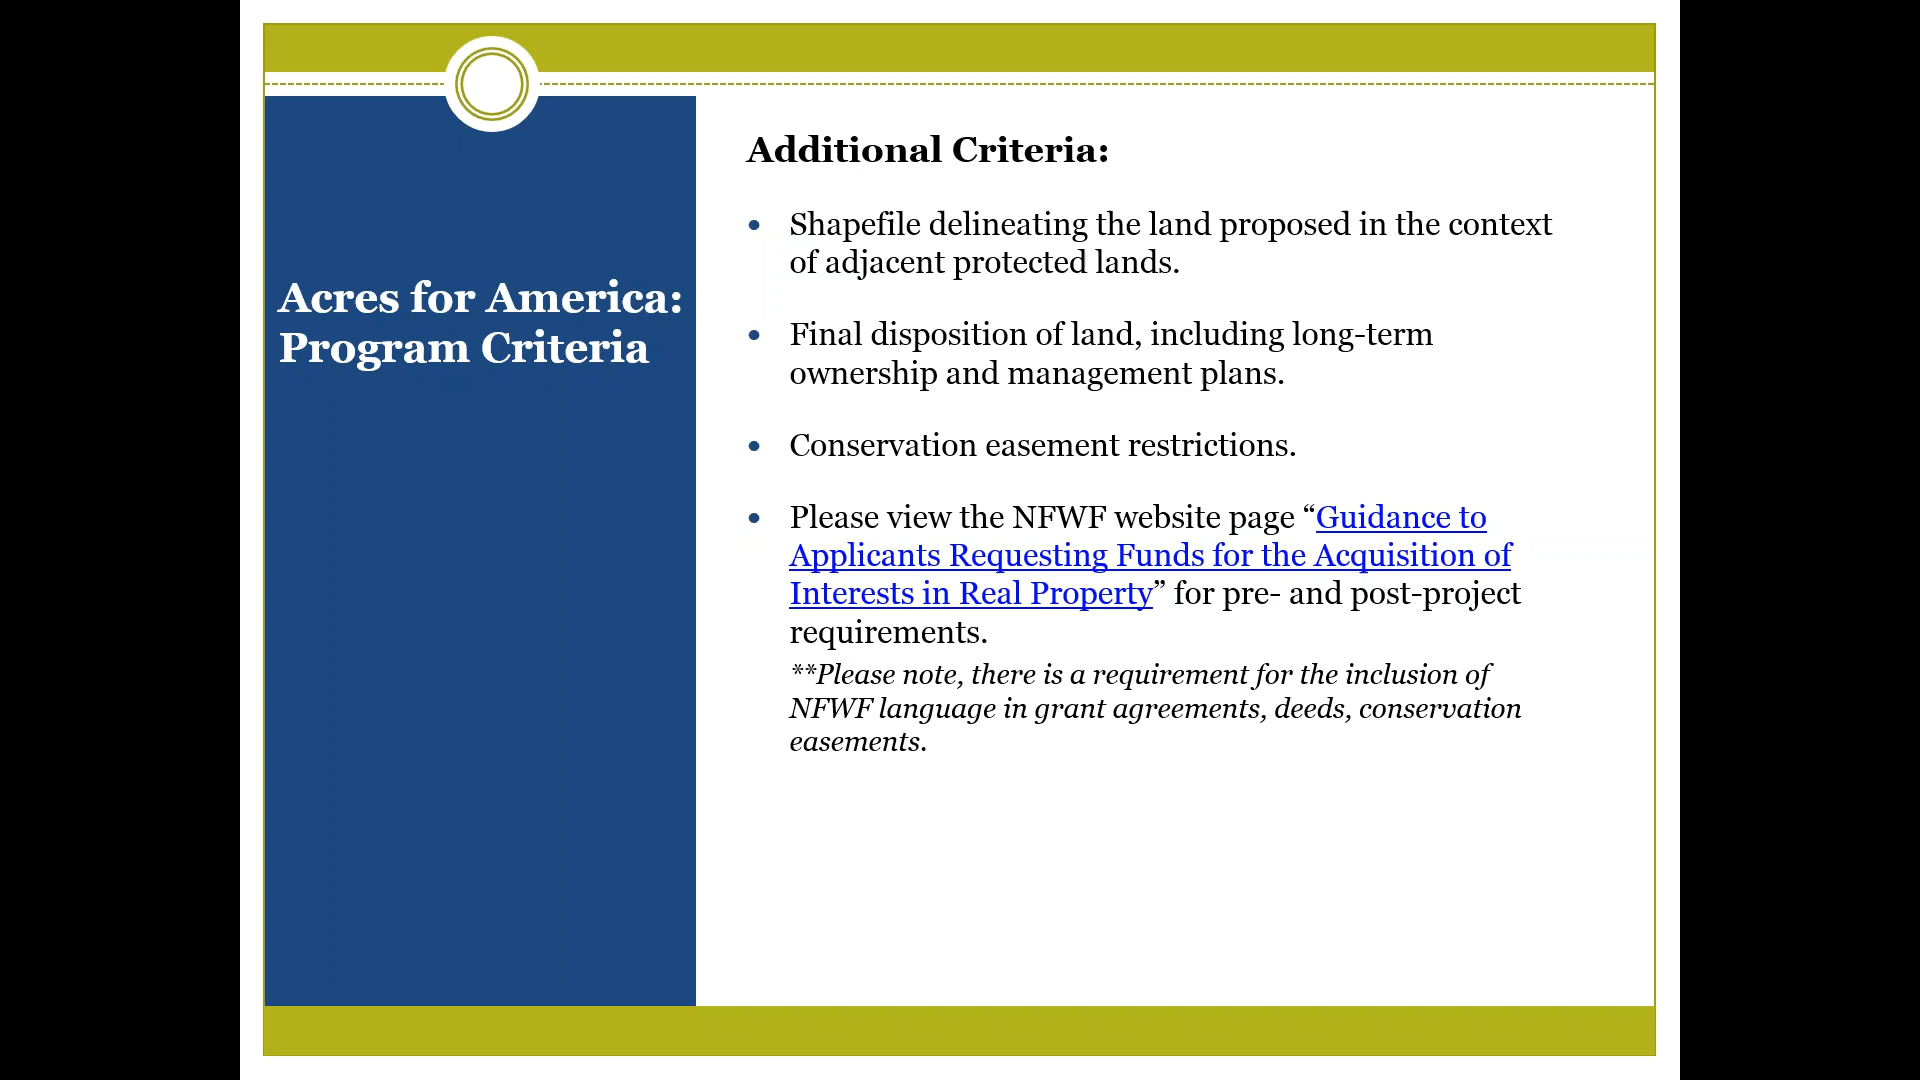 Acres for America:
Program Criteria
Additional Criteria:
• Shapefile delineating the land proposed in the context
of adjacent protected lands.
• Final disposition of land, including long-term
ownership and management plans.
• Conservation easement restrictions.
• Please view the NFWF website page “Guidance to
Applicants Requesting Funds for the Acquisition of
Interests in Real Property” for pre- and post-project
requirements.
**Please note, there is a requirement for the inclusion of
NFWF language in grant agreements, deeds, conservation
easements.